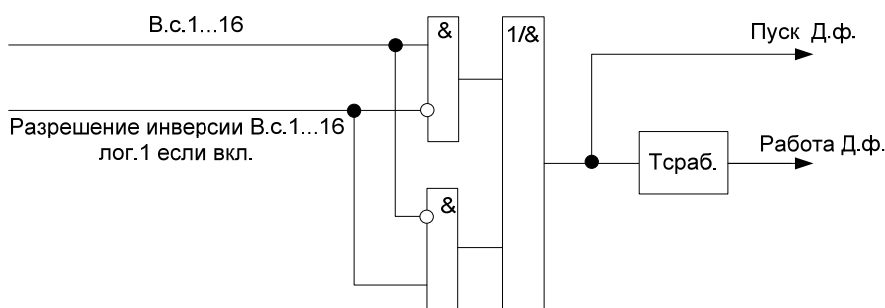 В.с.1...16
&
1/&
Пуск Д.ф.
Разрешение инверсии В.с.1...16
лог.1 если вкл.
Тсраб.
Работа Д.ф.
&